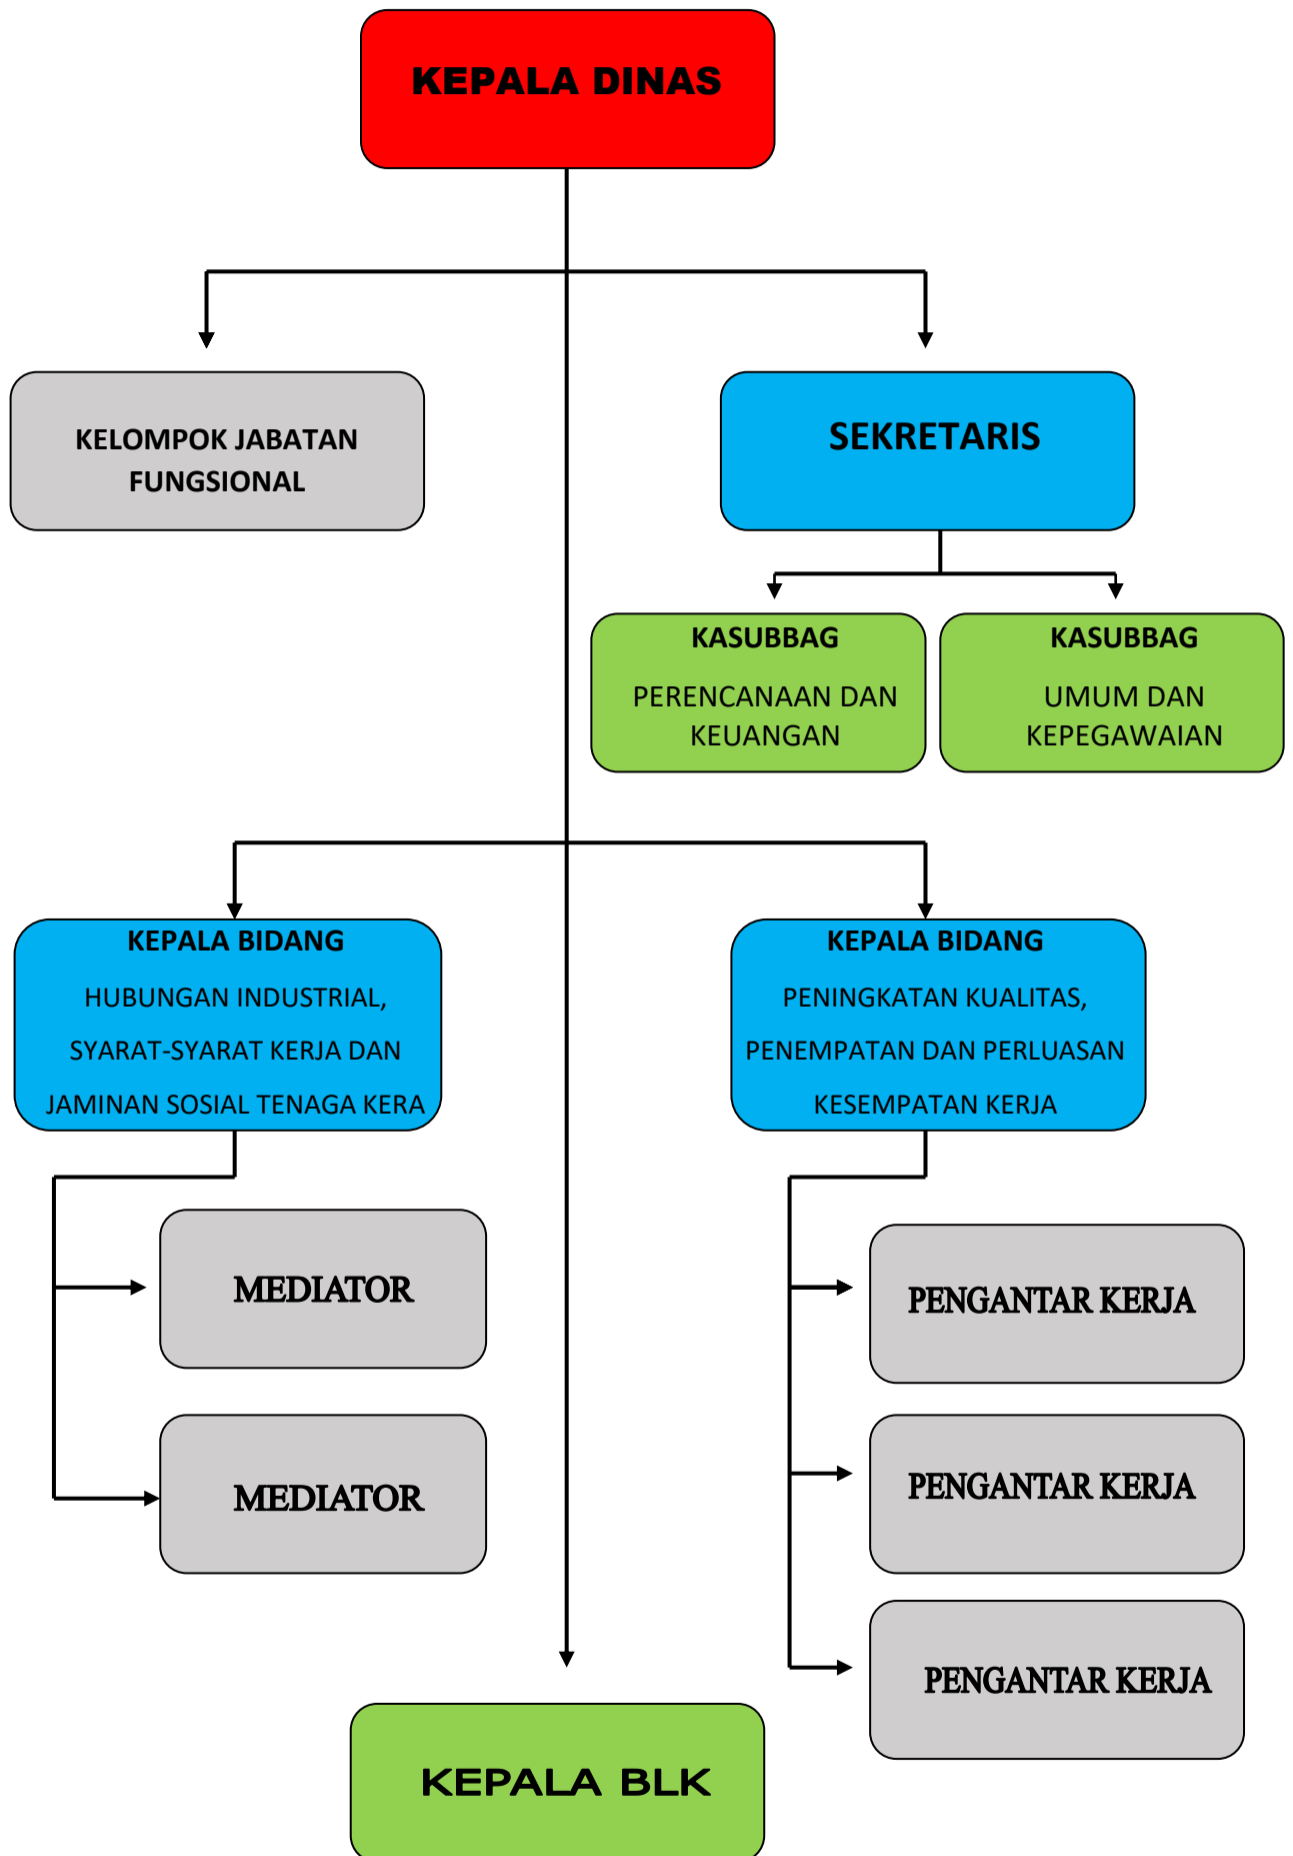 KEPALA DINAS
KELOMPOK JABATAN
FUNGSIONAL
SEKRETARIS
KASUBBAG
PERENCANAAN DAN
KEUANGAN
KASUBBAG
UMUM DAN
KEPEGAWAIAN
KEPALA BIDANG
HUBUNGAN INDUSTRIAL,
SYARAT-SYARAT KERJA DAN
JAMINAN SOSIAL TENAGA KERA
KEPALA BIDANG
PENINGKATAN KUALITAS,
PENEMPATAN DAN PERLUASAN
KESEMPATAN KERJA
MEDIATOR
MEDIATOR
PENGANTAR KERJA
PENGANTAR KERJA
PENGANTAR KERJA
KEPALA BLK